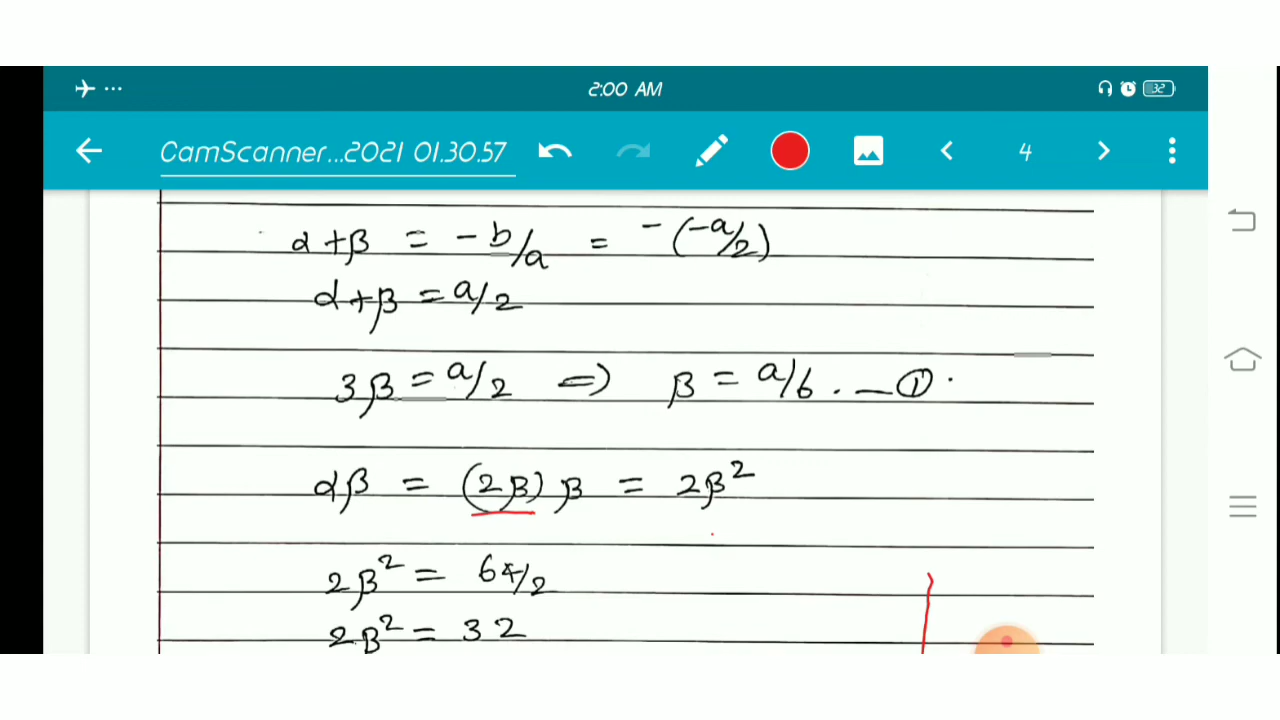 2:00 AM
32
CamScanner...2021 01.30.57
4
α+β = -b/a = -(-a/2)
α+β = a/2
3β = a/2 ⇒ β = a/6. —①.
αβ = (2β)β = 2β²
2β² = 64/2
2β² = 32